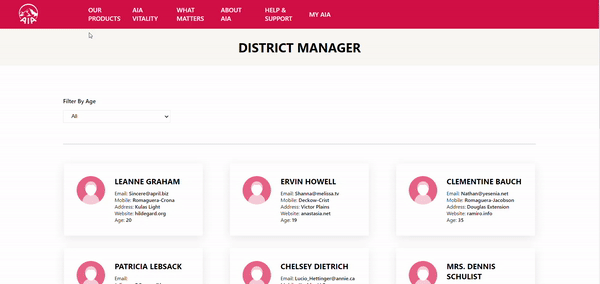 OUR PRODUCTS
AIA VITALITY
WHAT MATTERS
ABOUT AIA
HELP & SUPPORT
MY AIA
AIA
DISTRICT MANAGER
Filter By Age
All
LEANNE GRAHAM
Email: Sincere@april.biz
Mobile: Romaguera-Crona
Address: Kulas Light
Website: hildegard.org
Age: 20
ERVIN HOWELL
Email: Shanna@melissa.tv
Mobile: Deckow-Crist
Address: Victor Plains
Website: anastasia.net
Age: 19
CLEMENTINE BAUCH
Email: Nathan@yesenia.net
Mobile: Romaguera-Jacobson
Address: Douglas Extension
Website: ramiro.info
Age: 35
PATRICIA LEBSACK
Email:
CHELSEY DIETRICH
Email: Lucio_Hettinger@annie.ca
MRS. DENNIS
SCHULIST